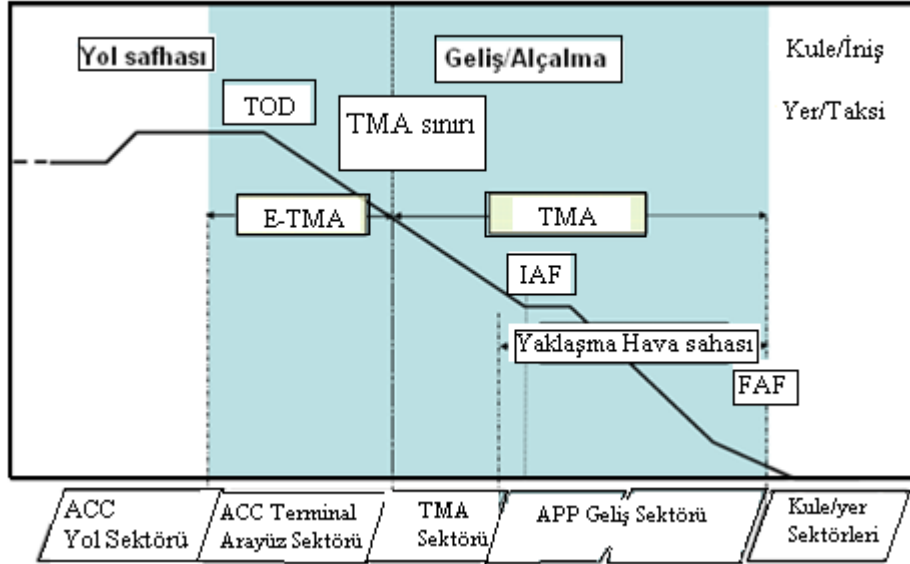 Yol safhası
Geliş/Alçalma
Kule/İniş
Yer/Taksi
TOD
TMA sınırı
E-TMA
TMA
IAF
Yaklaşma Hava sahası
FAF
ACC
Yol Sektörü
ACC Terminal
Arayüz Sektörü
TMA
Sektörü
APP Geliş Sektörü
Kule/yer
Sektörleri